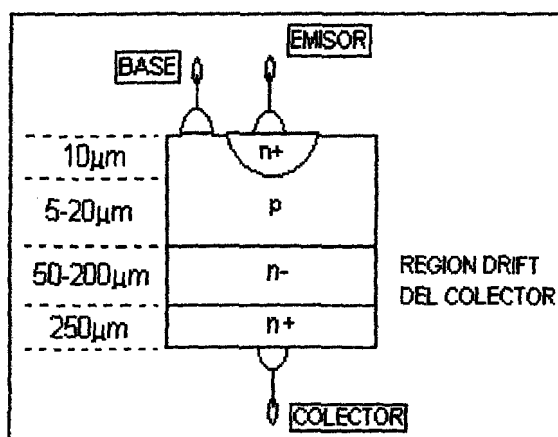 EMISOR
BASE
10µm
n+
5-20µm
p
50-200µm
n-
REGION DRIFT
DEL COLECTOR
250µm
n+
COLECTOR